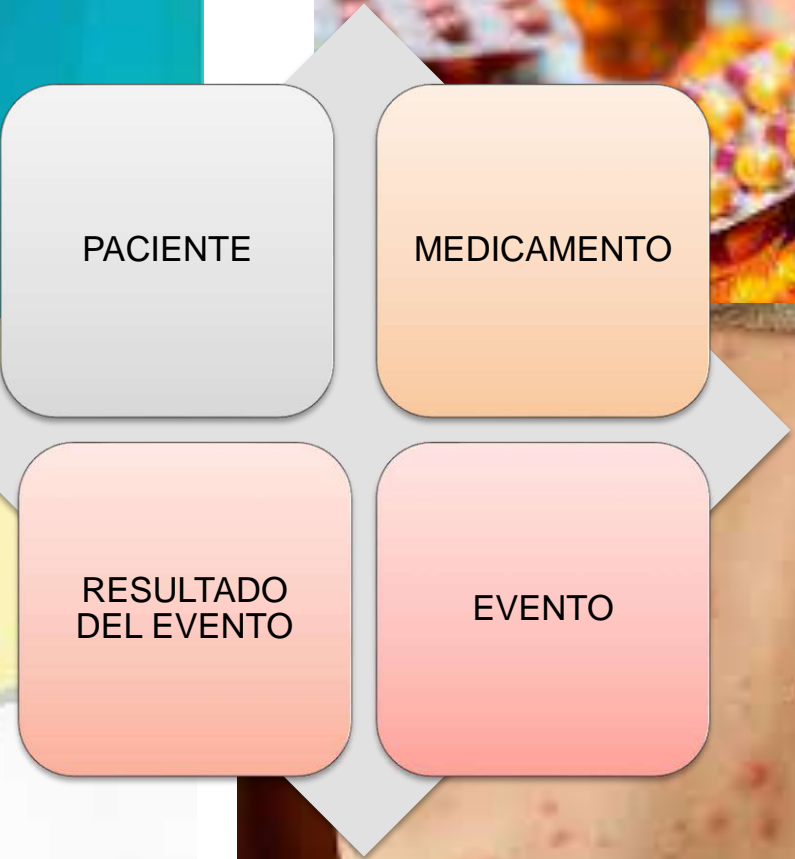 PACIENTE
MEDICAMENTO
RESULTADO
DEL EVENTO
EVENTO